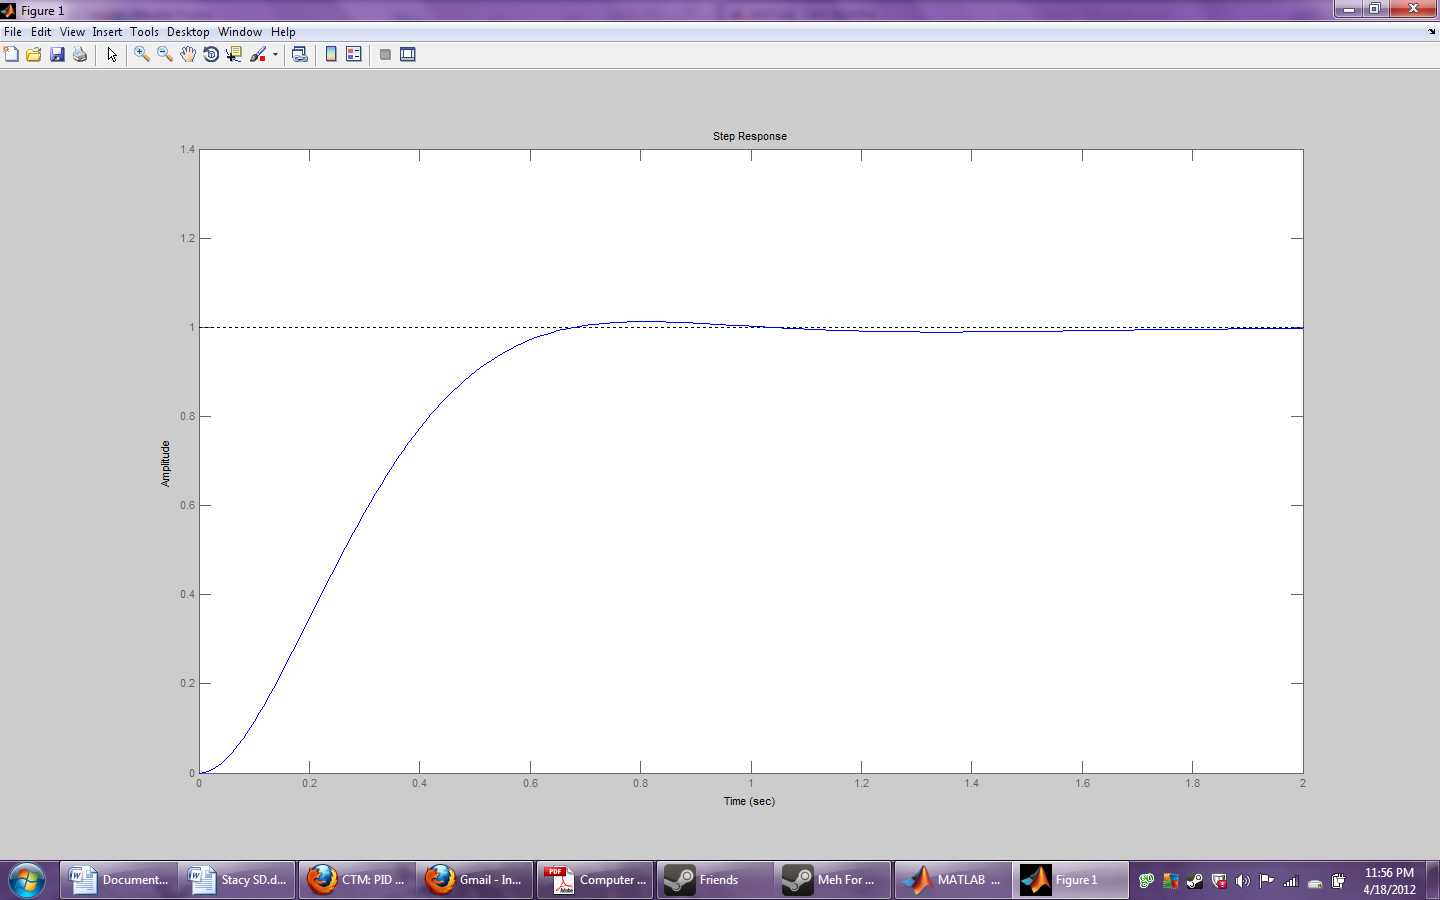 Figure 1
File Edit View Insert Tools Desktop Window Help
Step Response
1.4
1.2
1
0.8
0.6
0.4
0.2
0
Amplitude
0 0.2 0.4 0.6 0.8 1 1.2 1.4 1.6 1.8 2
Time (sec)
Document... Stacy SD.d... CTM: PID ... Gmail - In... PDF Adobe Computer ... Friends Meh For ... MATLAB ... Figure 1 11:56 PM
4/18/2012